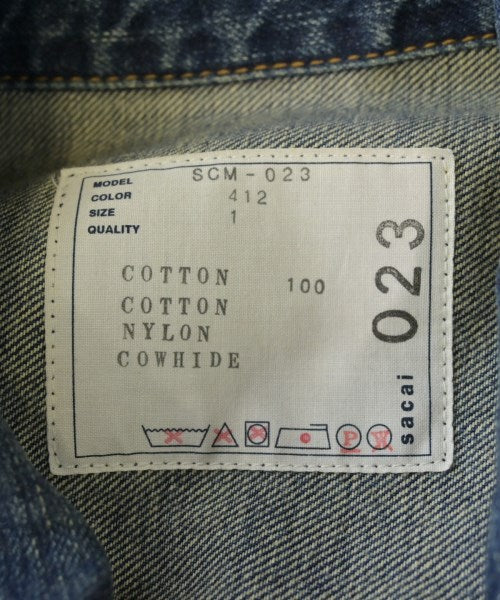 MODEL SCM-023
COLOR 412
SIZE 1
QUALITY
COTTON 100
COTTON
NYLON
COWHIDE
P W
sacai 023